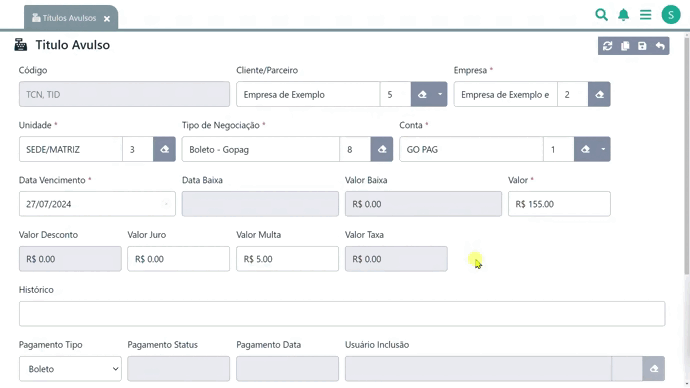 Títulos Avulsos
S
Titulo Avulso
Código Cliente/Parceiro Empresa *
TCN, TID Empresa de Exemplo 5 Empresa de Exemplo e 2
Unidade * Tipo de Negociação * Conta *
SEDE/MATRIZ 3 Boleto - Gopag 8 GO PAG 1
Data Vencimento * Data Baixa Valor Baixa Valor *
27/07/2024 R$ 0.00 R$ 155.00
Valor Desconto Valor Juro Valor Multa Valor Taxa
R$ 0.00 R$ 0.00 R$ 5.00 R$ 0.00
Histórico
Pagamento Tipo Pagamento Status Pagamento Data Usuário Inclusão
Boleto